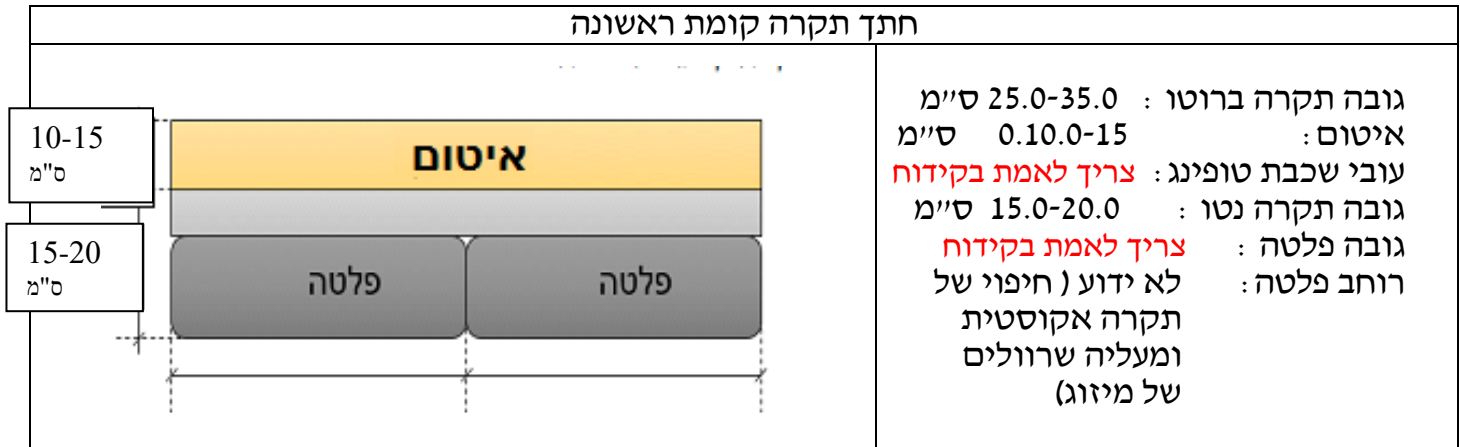 חתך תקרה קומת ראשונה
גובה תקרה ברוטו : 25.0-35.0 ס״מ
איטום: 0.10.0-15 ס״מ
עובי שכבת טופינג: צריך לאמת בקידוח
גובה תקרה נטו : 15.0-20.0 ס״מ
גובה פלטה : צריך לאמת בקידוח
רוחב פלטה: לא ידוע ( חיפוי של
תקרה אקוסטית
ומעליה שרוולים
של מיזוג)
איטום
10-15
ס"מ
פלטה פלטה
15-20
ס"מ